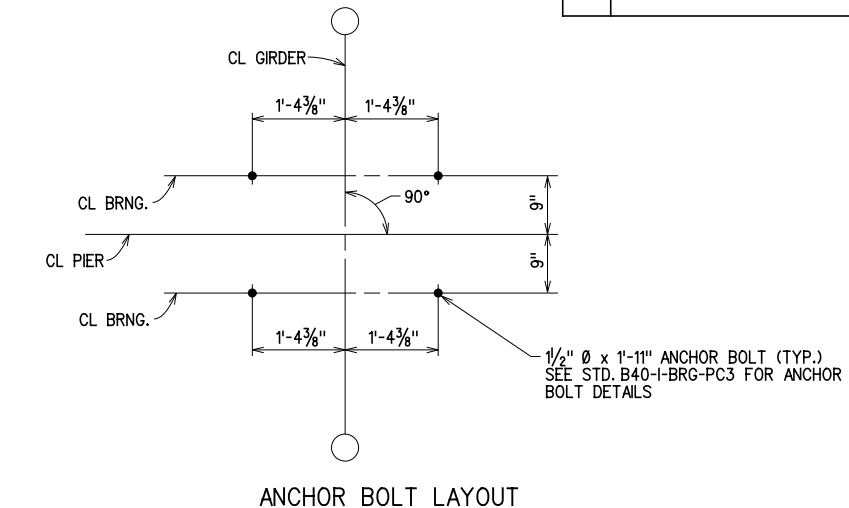 CL GIRDER
1'-4⅜" 1'-4⅜"
CL BRNG.
90°
9"
CL PIER
9"
CL BRNG.
1'-4⅜" 1'-4⅜"
1½" Ø x 1'-11" ANCHOR BOLT (TYP.)
SEE STD. B40-I-BRG-PC3 FOR ANCHOR
BOLT DETAILS
ANCHOR BOLT LAYOUT